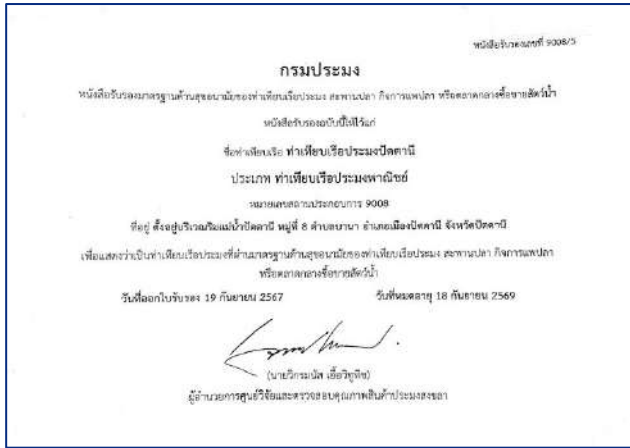 หนังสือรับรองเลขที่ 9008/5
กรมประมง
หนังสือรับรองมาตรฐานด้านสุขอนามัยของท่าเทียบเรือประมง สะพานปลา กิจการแพปลา หรือตลาดกลางซื้อขายสัตว์น้ำ
หนังสือรับรองฉบับนี้ให้ไว้แก่
ชื่อท่าเทียบเรือ ท่าเทียบเรือประมงปัตตานี
ประเภท ท่าเทียบเรือประมงพาณิชย์
หมายเลขสถานประกอบการ 9008
ที่อยู่ ตั้งอยู่บริเวณริมแม่น้ำปัตตานี หมู่ที่ 8 ตำบลบานา อำเภอเมืองปัตตานี จังหวัดปัตตานี
เพื่อแสดงว่าเป็นท่าเทียบเรือประมงที่ผ่านมาตรฐานด้านสุขอนามัยของท่าเทียบเรือประมง สะพานปลา กิจการแพปลา
หรือตลาดกลางซื้อขายสัตว์น้ำ
วันที่ออกใบรับรอง 19 กันยายน 2567 วันที่หมดอายุ 18 กันยายน 2569
(นายวิกรมนัส เอื้อวิทูทิช)
ผู้อำนวยการศูนย์วิจัยและตรวจสอบคุณภาพสินค้าประมงสงขลา